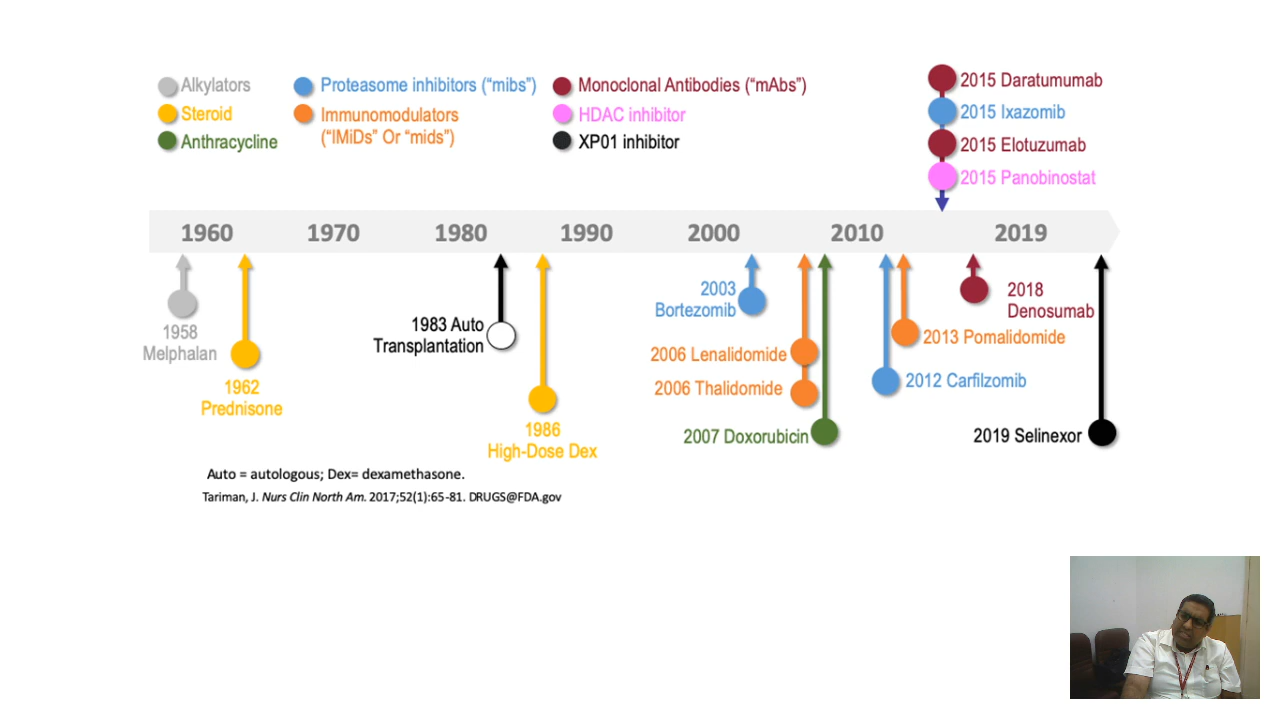 Alkylators
Steroid
Anthracycline
Proteasome inhibitors (“mibs”)
Immunomodulators
(“IMiDs” Or “mids”)
Monoclonal Antibodies (“mAbs”)
HDAC inhibitor
XP01 inhibitor
2015 Daratumumab
2015 Ixazomib
2015 Elotuzumab
2015 Panobinostat
1960 1970 1980 1990 2000 2010 2019
1958
Melphalan
1962
Prednisone
1983 Auto
Transplantation
1986
High-Dose Dex
2003
Bortezomib
2006 Lenalidomide
2006 Thalidomide
2007 Doxorubicin
2018
Denosumab
2013 Pomalidomide
2012 Carfilzomib
2019 Selinexor
Auto = autologous; Dex= dexamethasone.
Tariman, J. Nurs Clin North Am. 2017;52(1):65-81. DRUGS@FDA.gov